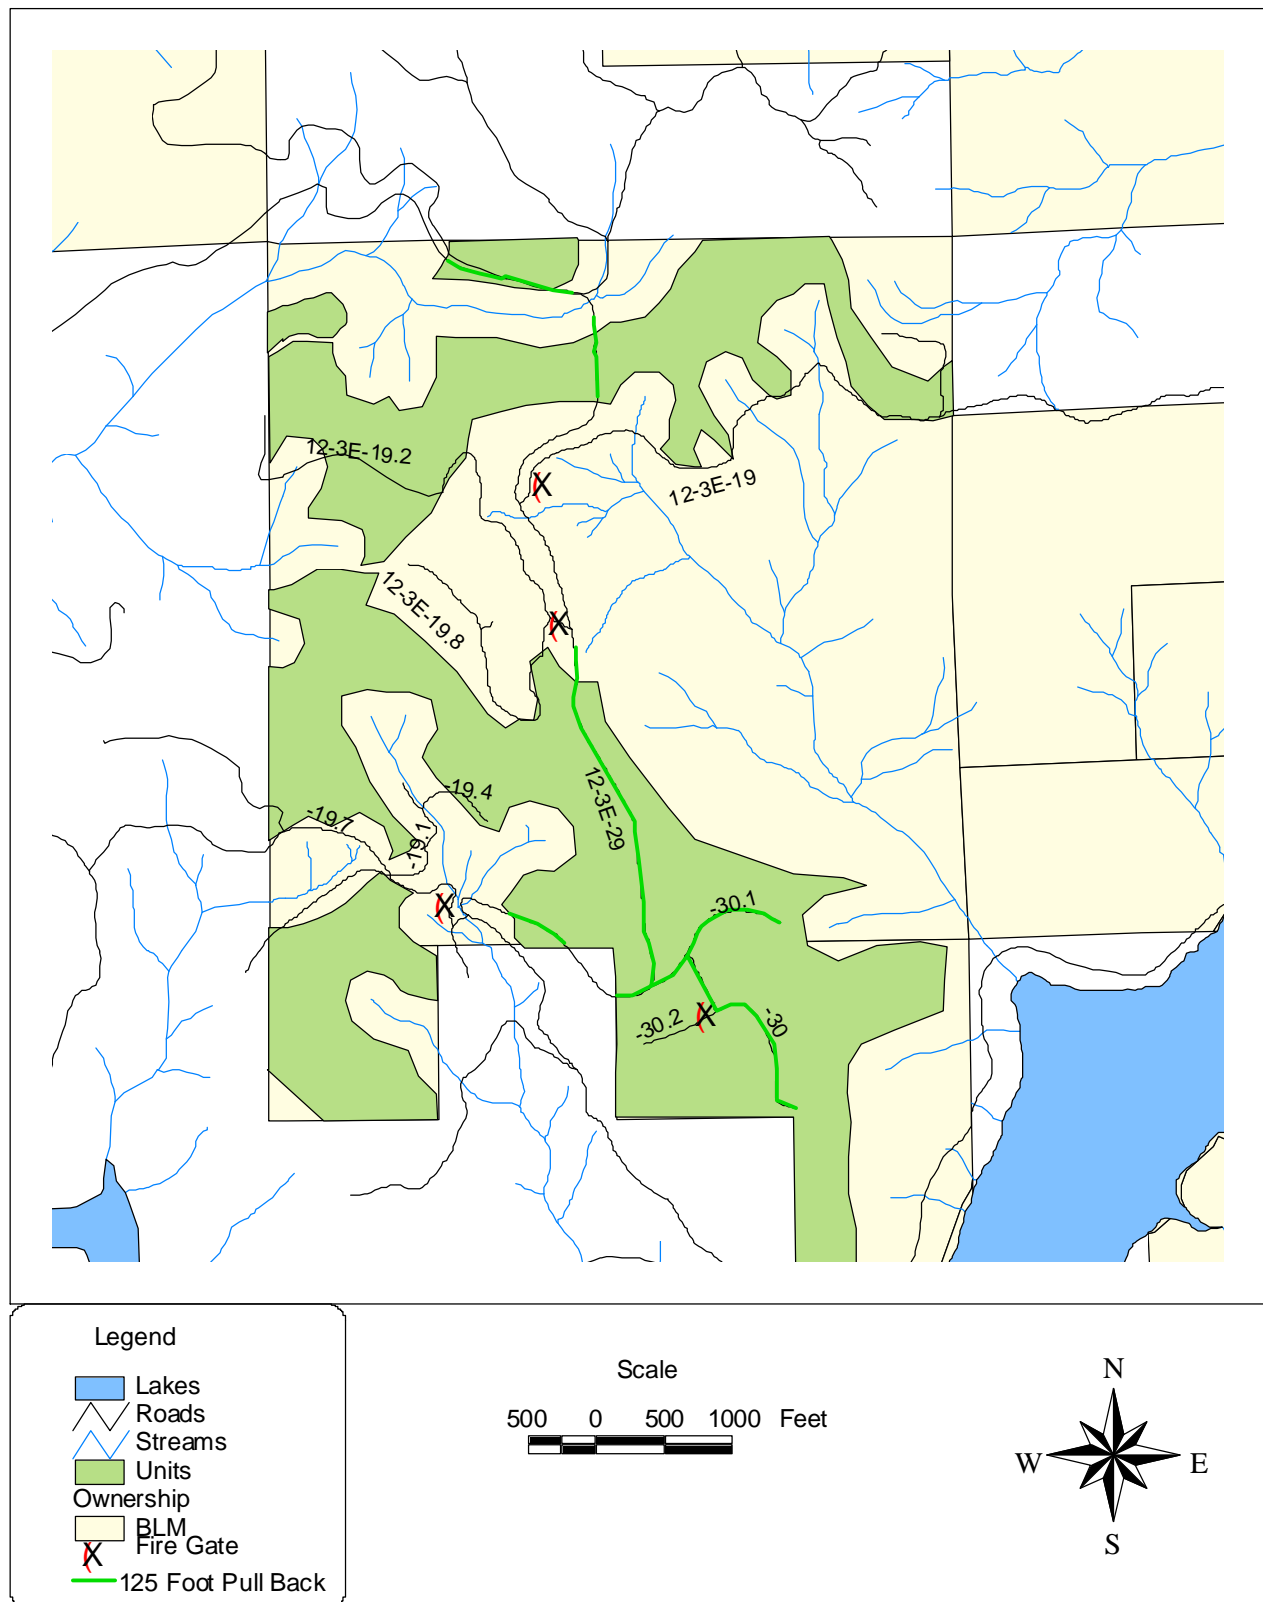 12-3E-19.2
12-3E-19
12-3E-19.8
12-3E-29
-19.4
-19.7
-19.1
-30.1
-30.2
-30
Legend
Lakes
Roads
Streams
Units
Ownership
BLM
Fire Gate
125 Foot Pull Back
Scale
500 0 500 1000 Feet
N
W E
S